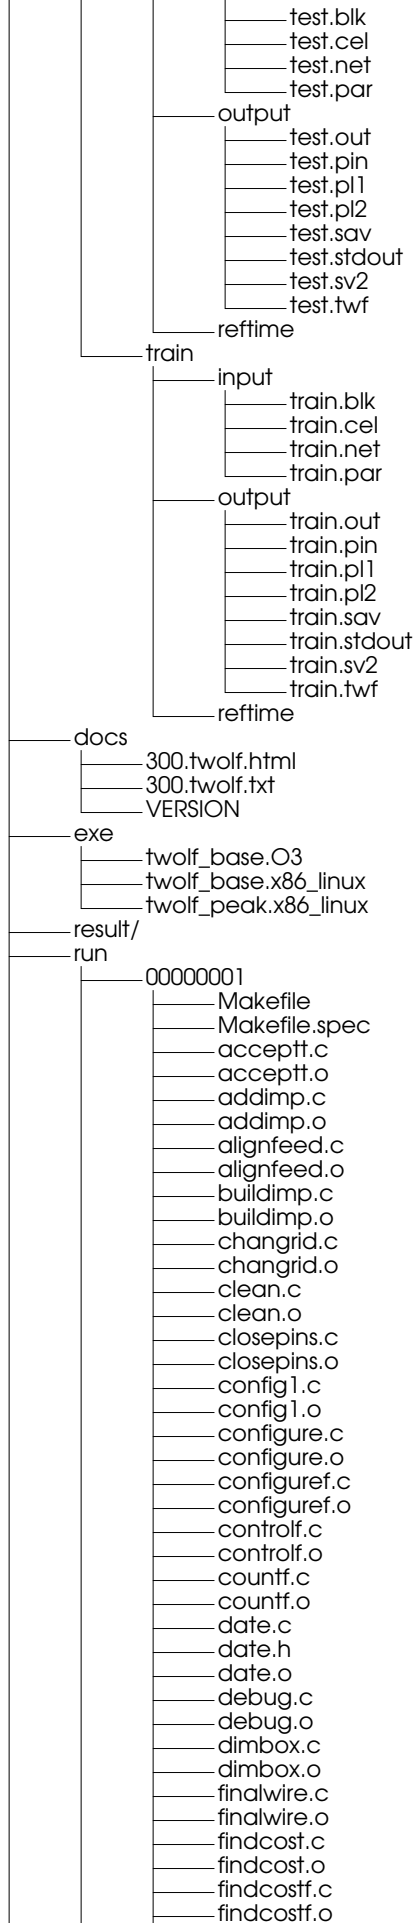 test.blk
test.cel
test.net
test.par
output
test.out
test.pin
test.pl1
test.pl2
test.sav
test.stdout
test.sv2
test.twf
reftime
train
input
train.blk
train.cel
train.net
train.par
output
train.out
train.pin
train.pl1
train.pl2
train.sav
train.stdout
train.sv2
train.twf
reftime
docs
300.twolf.html
300.twolf.txt
VERSION
exe
twolf_base.O3
twolf_base.x86_linux
twolf_peak.x86_linux
result/
run
00000001
Makefile
Makefile.spec
acceptt.c
acceptt.o
addimp.c
addimp.o
alignfeed.c
alignfeed.o
buildimp.c
buildimp.o
changrid.c
changrid.o
clean.c
clean.o
closepins.c
closepins.o
config1.c
config1.o
configure.c
configure.o
configuref.c
configuref.o
controlf.c
controlf.o
countf.c
countf.o
date.c
date.h
date.o
debug.c
debug.o
dimbox.c
dimbox.o
finalwire.c
finalwire.o
findcost.c
findcost.o
findcostf.c
findcostf.o